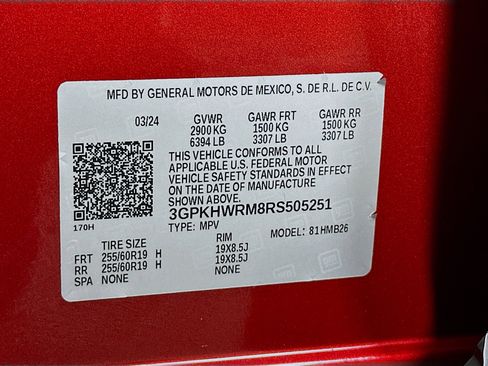 MFD BY GENERAL MOTORS DE MEXICO, S. DE R.L. DE C.V.
03/24 GVWR GAWR FRT GAWR RR
2900 KG 1500 KG 1500 KG
6394 LB 3307 LB 3307 LB
THIS VEHICLE CONFORMS TO ALL
APPLICABLE U.S. FEDERAL MOTOR
VEHICLE SAFETY STANDARDS IN EFFECT
ON THE DATE OF MANUFACTURE
SHOWN ABOVE.
3GPKHWRM8RS505251
170H
TYPE: MPV MODEL: 81HMB26
TIRE SIZE RIM
FRT 255/60R19 H 19X8.5J
RR 255/60R19 H 19X8.5J
SPA NONE NONE